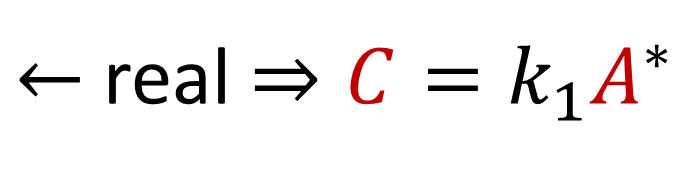 ← real ⇒ C = k₁A*